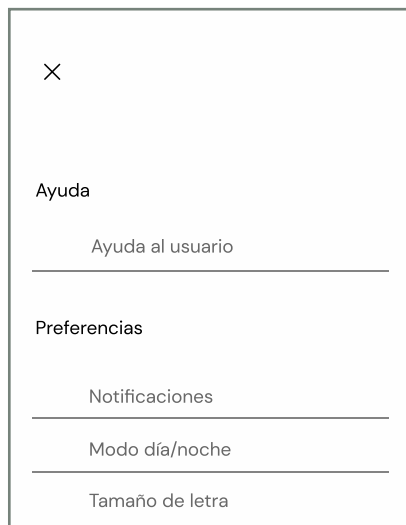 Ayuda
Ayuda al usuario
Preferencias
Notificaciones
Modo día/noche
Tamaño de letra